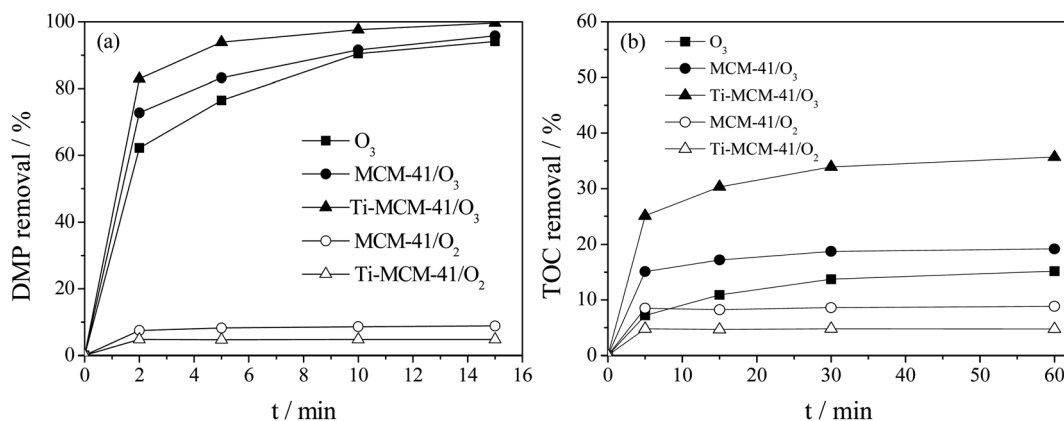 (a)
DMP removal / %
100
80
60
40
20
0
O₃
MCM-41/O₃
Ti-MCM-41/O₃
MCM-41/O₂
Ti-MCM-41/O₂
0 2 4 6 8 10 12 14 16
t / min
(b)
TOC removal / %
60
50
40
30
20
10
0
O₃
MCM-41/O₃
Ti-MCM-41/O₃
MCM-41/O₂
Ti-MCM-41/O₂
0 10 20 30 40 50 60
t / min